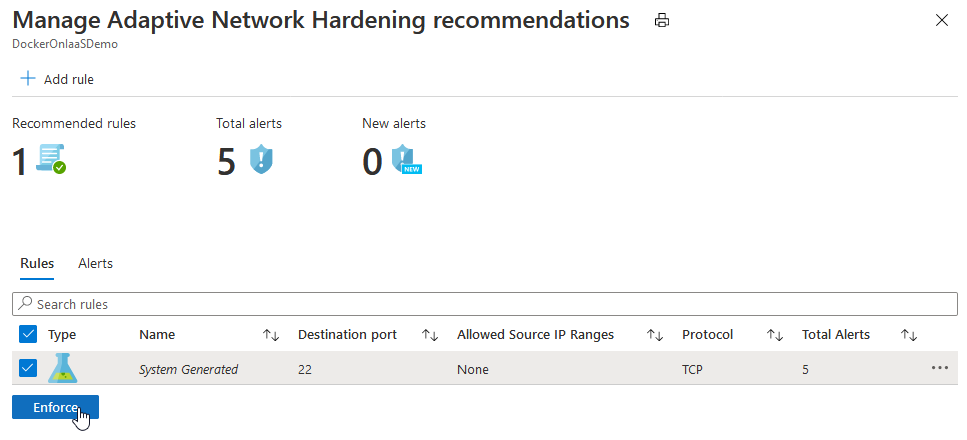 Manage Adaptive Network Hardening recommendations
DockerOnIaaSDemo
Add rule
Recommended rules Total alerts New alerts
1 5 0 NEW
Rules Alerts
Search rules
Type Name Destination port Allowed Source IP Ranges Protocol Total Alerts
System Generated 22 None TCP 5 ...
Enforce